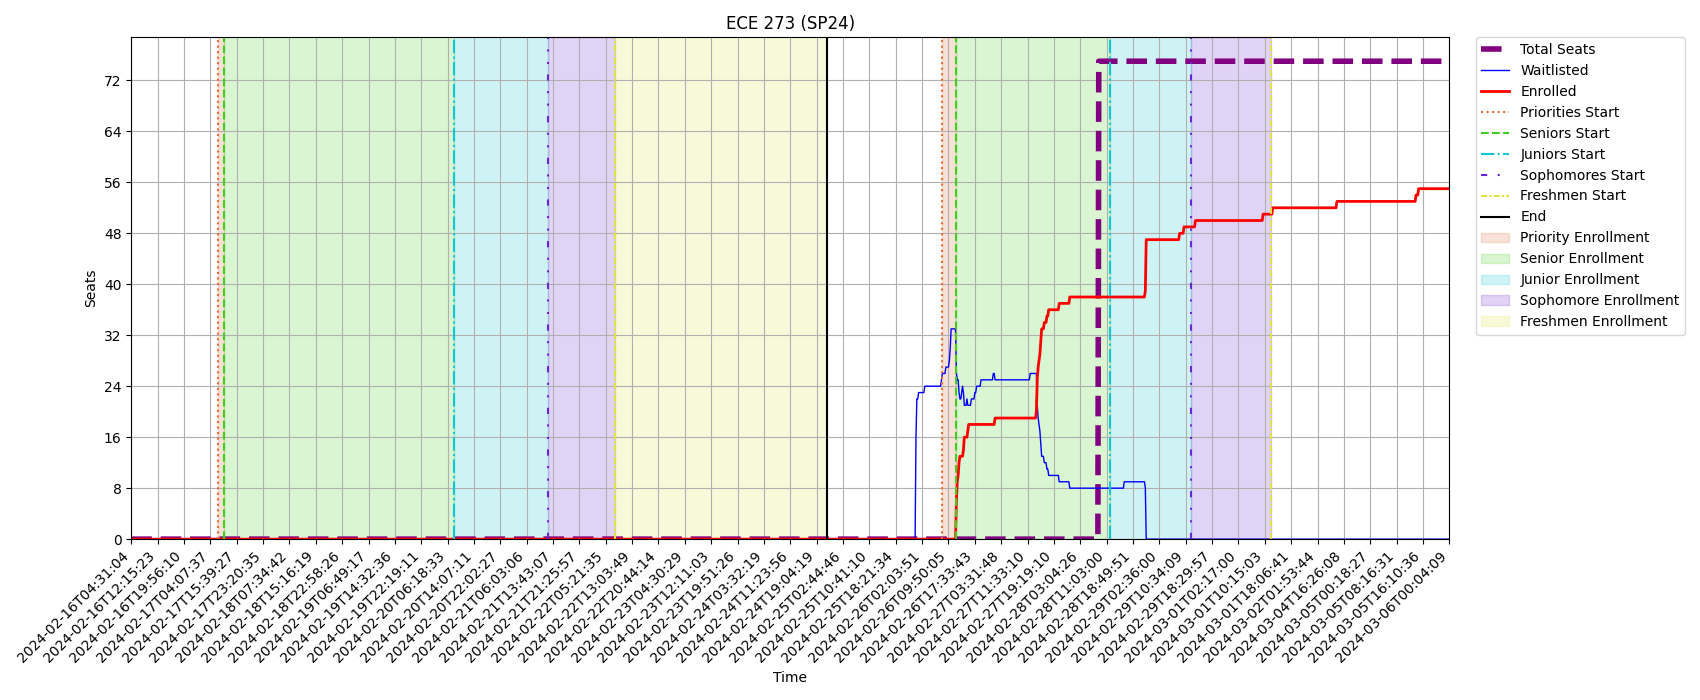 ECE 273 (SP24)
Total Seats
Waitlisted
Enrolled
Priorities Start
Seniors Start
Juniors Start
Sophomores Start
Freshmen Start
End
Priority Enrollment
Senior Enrollment
Junior Enrollment
Sophomore Enrollment
Freshmen Enrollment
Seats
72
64
56
48
40
32
24
16
8
0
2024-02-16T04:31:04
2024-02-16T12:15:23
2024-02-16T19:56:10
2024-02-17T04:07:37
2024-02-17T15:39:27
2024-02-17T23:20:35
2024-02-18T07:34:42
2024-02-18T15:16:19
2024-02-18T22:58:26
2024-02-19T06:49:17
2024-02-19T14:32:36
2024-02-19T22:19:11
2024-02-20T06:18:33
2024-02-20T14:07:11
2024-02-20T22:02:27
2024-02-21T06:03:06
2024-02-21T13:43:07
2024-02-21T21:25:57
2024-02-22T05:21:35
2024-02-22T13:03:49
2024-02-22T20:44:14
2024-02-23T04:30:29
2024-02-23T12:11:03
2024-02-23T19:51:26
2024-02-24T03:32:19
2024-02-24T11:23:56
2024-02-24T19:04:19
2024-02-25T02:44:46
2024-02-25T10:41:10
2024-02-25T18:21:34
2024-02-26T02:03:51
2024-02-26T09:50:05
2024-02-26T17:33:43
2024-02-27T03:31:48
2024-02-27T11:33:10
2024-02-27T19:19:10
2024-02-28T03:04:26
2024-02-28T11:03:00
2024-02-28T18:49:51
2024-02-29T02:36:00
2024-02-29T10:34:09
2024-02-29T18:29:57
2024-03-01T02:17:00
2024-03-01T10:15:03
2024-03-01T18:06:41
2024-03-02T01:53:44
2024-03-04T16:26:08
2024-03-05T00:18:27
2024-03-05T08:16:31
2024-03-05T16:10:36
2024-03-06T00:04:09
Time